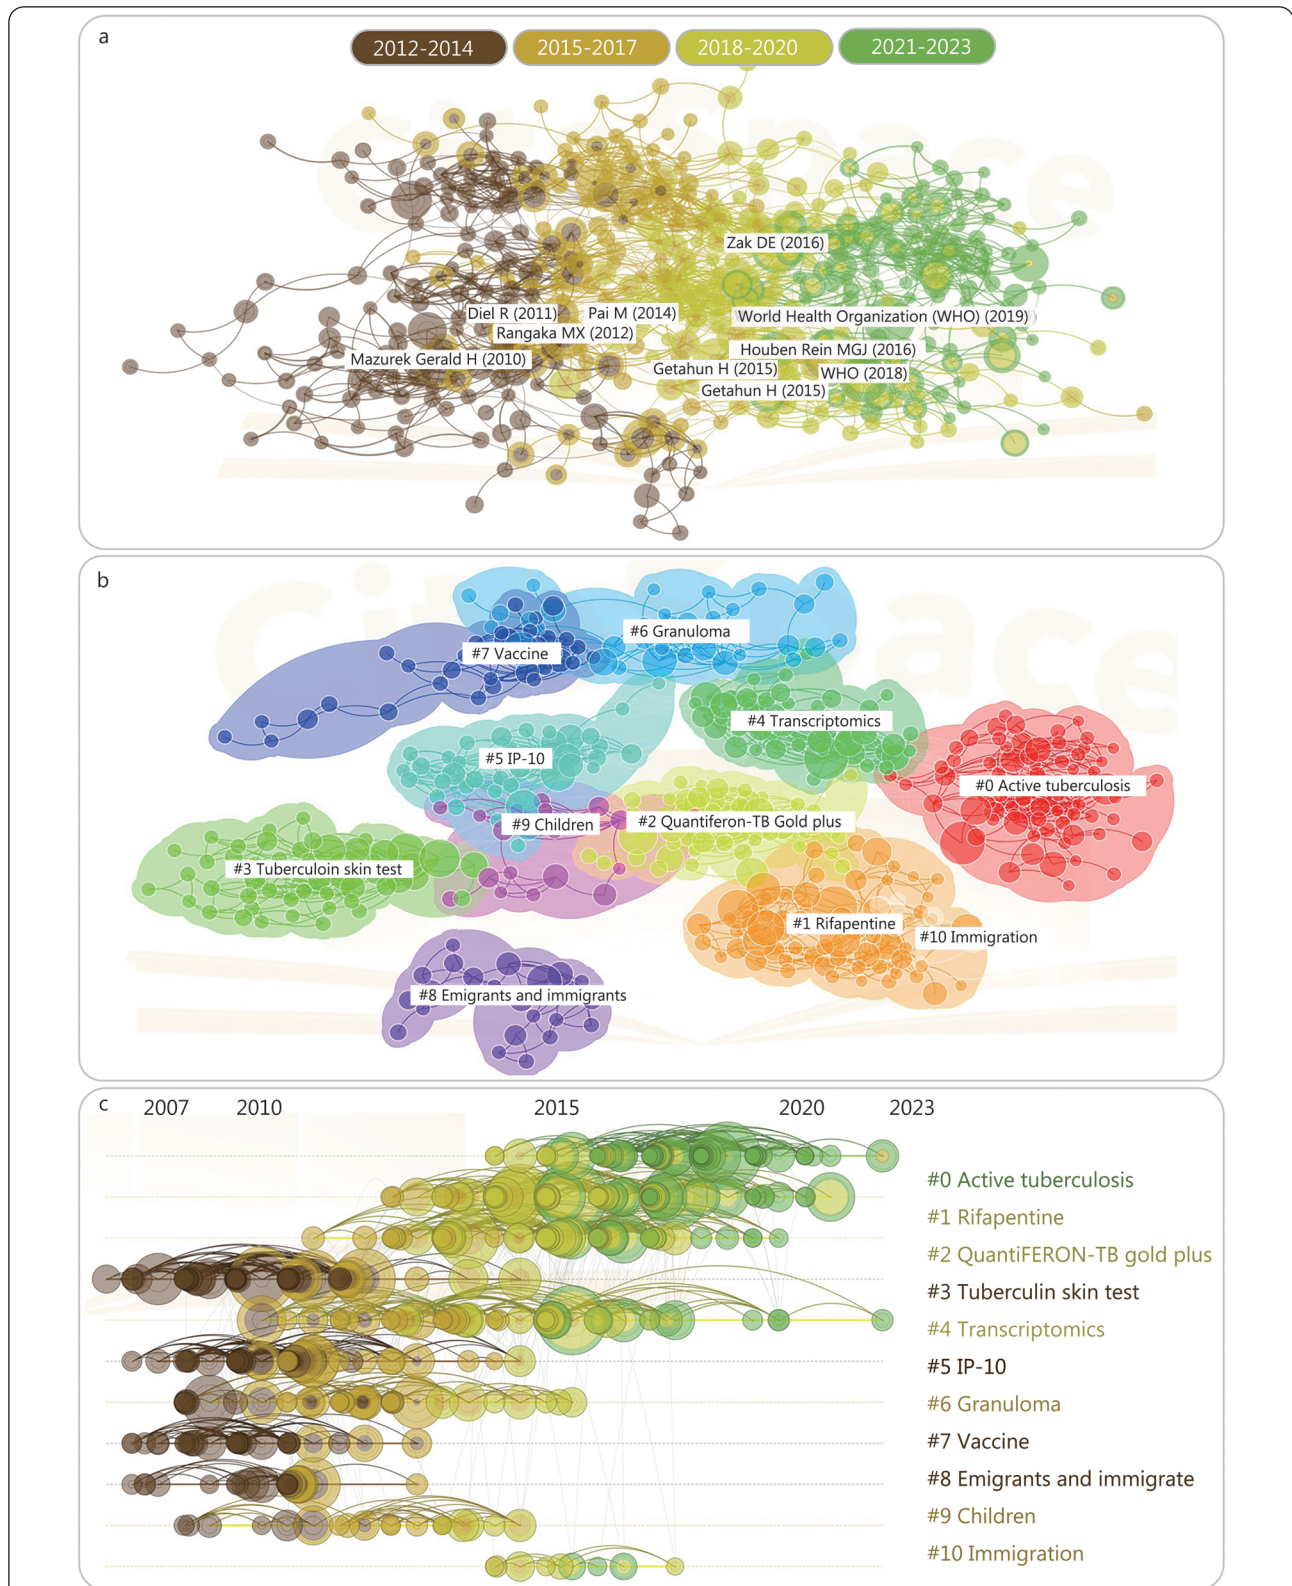 a
2012-2014 2015-2017 2018-2020 2021-2023
Zak DE (2016)
Diel R (2011) Pai M (2014) World Health Organization (WHO) (2019)
Rangaka MX (2012)
Houben Rein MGJ (2016)
Mazurek Gerald H (2010)
Getahun H (2015) WHO (2018)
Getahun H (2015)
b
#6 Granuloma
#7 Vaccine
#4 Transcriptomics
#5 IP-10
#0 Active tuberculosis
#9 Children #2 Quantiferon-TB Gold plus
#3 Tuberculoin skin test
#1 Rifapentine
#10 Immigration
#8 Emigrants and immigrants
c 2007 2010 2015 2020 2023
#0 Active tuberculosis
#1 Rifapentine
#2 QuantiFERON-TB gold plus
#3 Tuberculin skin test
#4 Transcriptomics
#5 IP-10
#6 Granuloma
#7 Vaccine
#8 Emigrants and immigrate
#9 Children
#10 Immigration